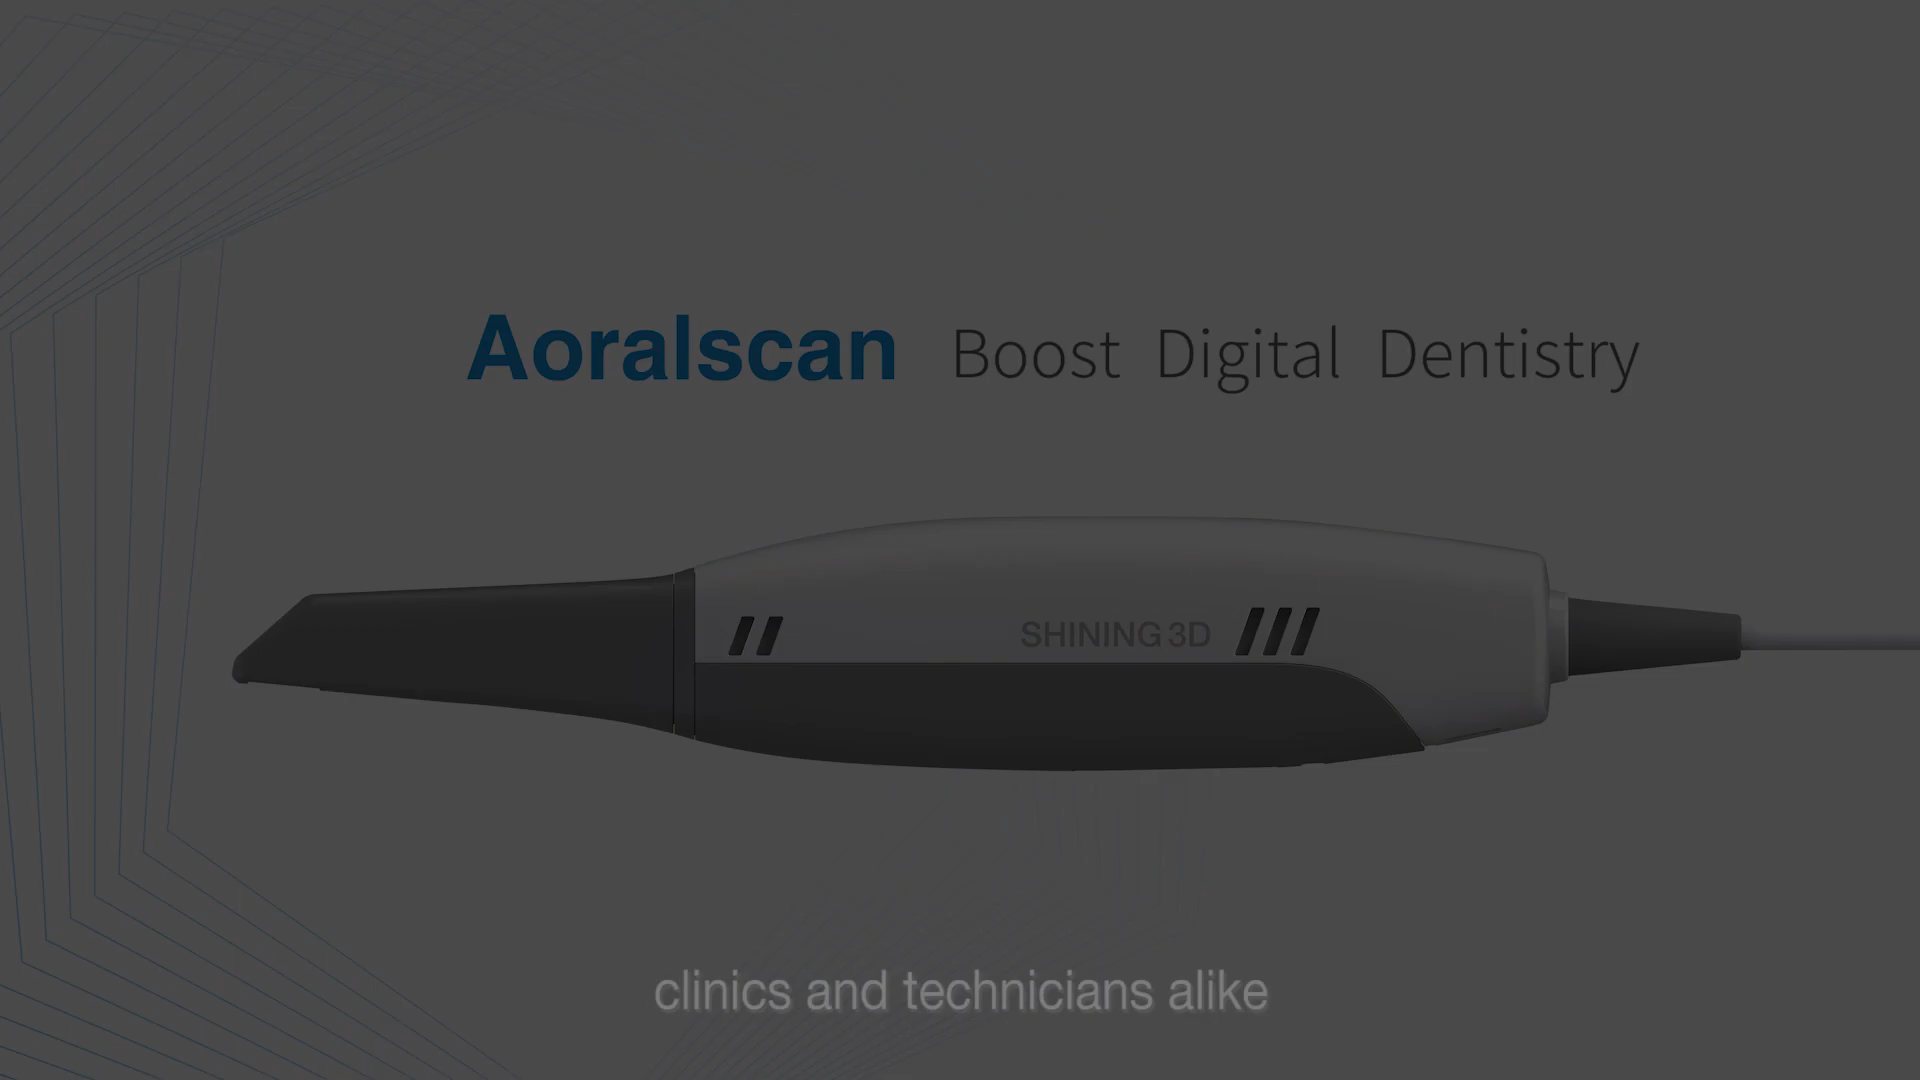 Aoralscan Boost Digital Dentistry
SHINING 3D
clinics and technicians alike